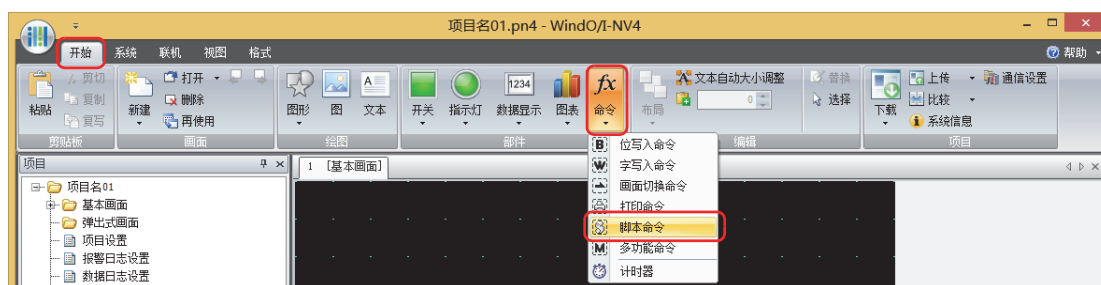 项目名01.pn4 - WindO/I-NV4
开始 系统 联机 视图 格式 帮助
剪切 打开 1234 fx 文本自动大小调整 替换 上传 通信设置
粘贴 复制 新建 删除 图形 图 文本 开关 指示灯 数据显示 图表 命令 布局 0 选择 下载 比较
复写 再使用 系统信息
剪贴板 画面 绘图 部件 编辑 项目
项目 1 [基本画面]
项目名01
基本画面
弹出式画面
项目设置
报警日志设置
数据日志设置
B 位写入命令
W 字写入命令
画面切换命令
打印命令
S 脚本命令
M 多功能命令
计时器